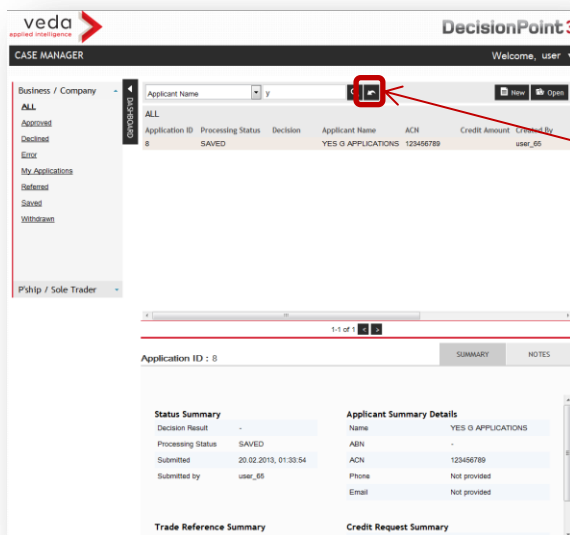 veda
applied intelligence
DecisionPoint 3
CASE MANAGER
Welcome, user
Business / Company
ALL
Approved
Declined
Error
My Applications
Referred
Saved
Withdrawn
P'ship / Sole Trader
DASHBOARD
Applicant Name y New Open
ALL
Application ID Processing Status Decision Applicant Name ACN Credit Amount Created By
8 SAVED YES G APPLICATIONS 123456789 user_65
1-1 of 1 < >
Application ID : 8 SUMMARY NOTES
Status Summary
Decision Result -
Processing Status SAVED
Submitted 20.02.2013, 01:33:54
Submitted by user_65
Applicant Summary Details
Name YES G APPLICATIONS
ABN -
ACN 123456789
Phone Not provided
Email Not provided
Trade Reference Summary
Credit Request Summary